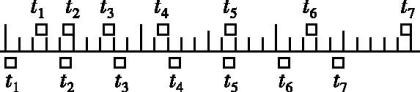 t₁ t₂ t₃ t₄ t₅ t₆ t₇
t₁ t₂ t₃ t₄ t₅ t₆ t₇